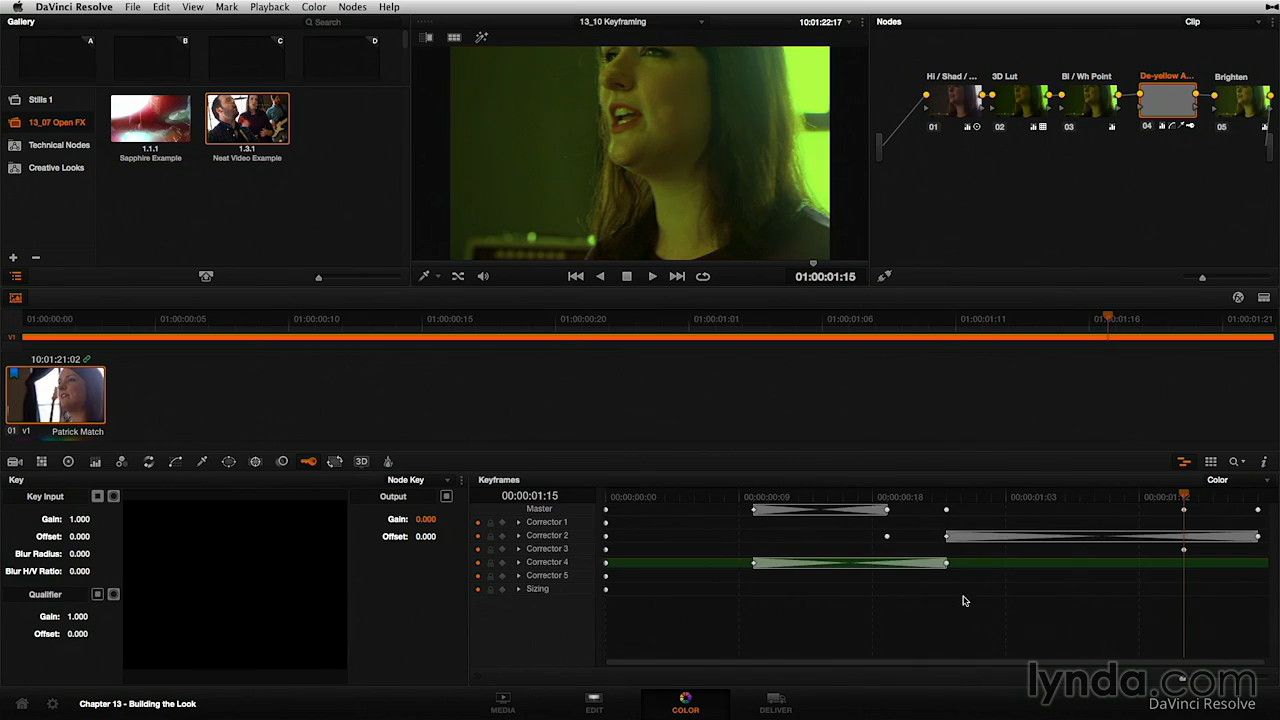 DaVinci Resolve File Edit View Mark Playback Color Nodes Help
Gallery Search 13_10 Keyframing 10:01:22:17 Nodes Clip
A B C D
Hi / Shad / ... 3D Lut Bl / Wh Point De-yellow A... Brighten
01 02 03 04 05
Stills 1
13_07 Open FX
Technical Nodes
Creative Looks
1.1.1 1.3.1
Sapphire Example Neat Video Example
01:00:01:15
01:00:00:00 01:00:00:05 01:00:00:10 01:00:00:15 01:00:00:20 01:00:01:01 01:00:01:06 01:00:01:11 01:00:01:16 01:00:01:21
V1
10:01:21:02
01 v1 Patrick Match
3D
Key Node Key Keyframes Color
Key Input Output 00:00:01:15 00:00:00:00 00:00:00:09 00:00:00:18 00:00:01:03
Gain: 1.000 Gain: 0.000 Master
Offset: 0.000 Offset: 0.000 Corrector 1
Blur Radius: 0.000 Corrector 2
Blur H/V Ratio: 0.000 Corrector 3
Corrector 4
Qualifier Corrector 5
Gain: 1.000 Sizing
Offset: 0.000
lynda.com
DaVinci Resolve
Chapter 13 - Building the Look MEDIA EDIT COLOR DELIVER